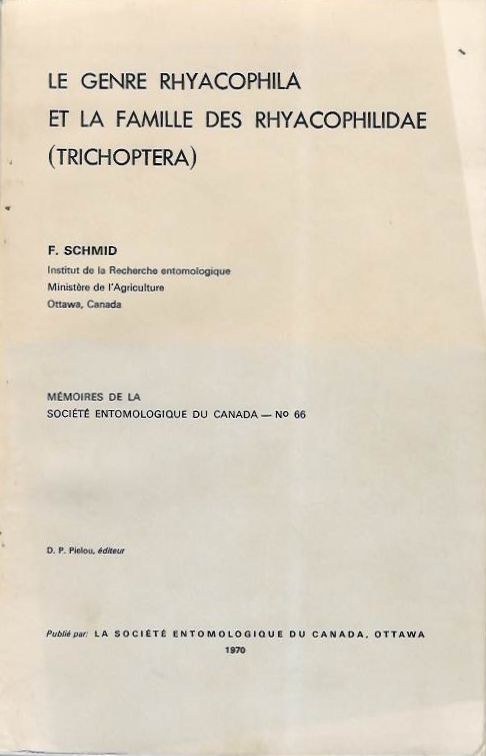 LE GENRE RHYACOPHILA
ET LA FAMILLE DES RHYACOPHILIDAE
(TRICHOPTERA)
F. SCHMID
Institut de la Recherche entomologique
Ministère de l'Agriculture
Ottawa, Canada
MÉMOIRES DE LA
SOCIÉTÉ ENTOMOLOGIQUE DU CANADA — Nº 66
D. P. Pielou, éditeur
Publié par: LA SOCIÉTÉ ENTOMOLOGIQUE DU CANADA, OTTAWA
1970